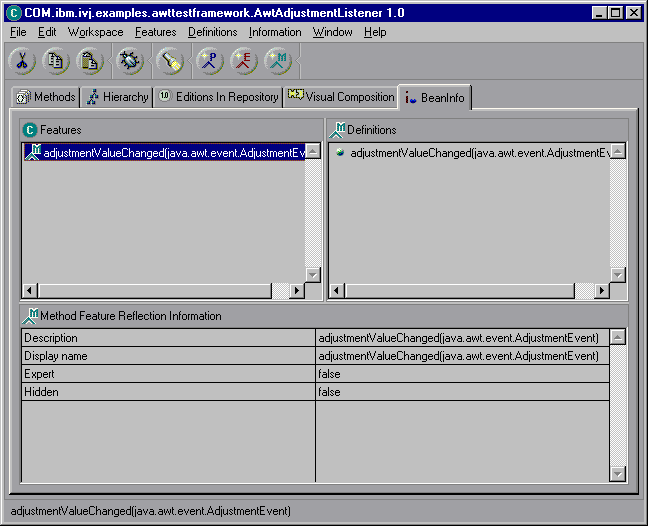 C COM.ibm.ivj.examples.awttestframework.AwtAdjustmentListener 1.0
File Edit Workspace Features Definitions Information Window Help
P E M
Methods Hierarchy 1.0 Editions In Repository Visual Composition i BeanInfo
C Features
M adjustmentValueChanged(java.awt.event.AdjustmentEv
M Definitions
adjustmentValueChanged(java.awt.event.AdjustmentEv
M Method Feature Reflection Information
Description adjustmentValueChanged(java.awt.event.AdjustmentEvent)
Display name adjustmentValueChanged(java.awt.event.AdjustmentEvent)
Expert false
Hidden false
adjustmentValueChanged(java.awt.event.AdjustmentEvent)